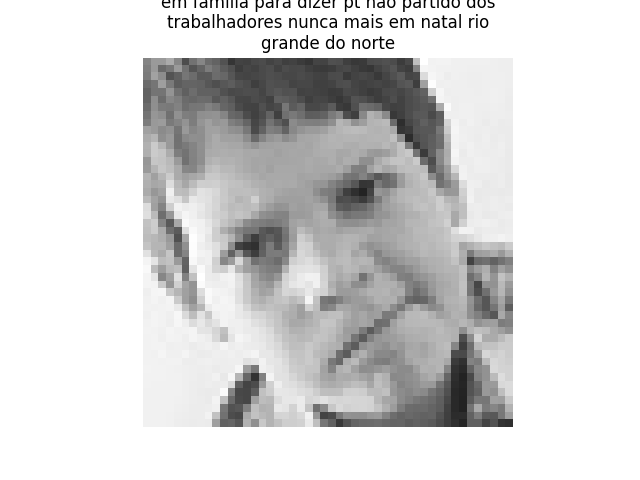 em família para dizer pt não partido dos
trabalhadores nunca mais em natal rio
grande do norte